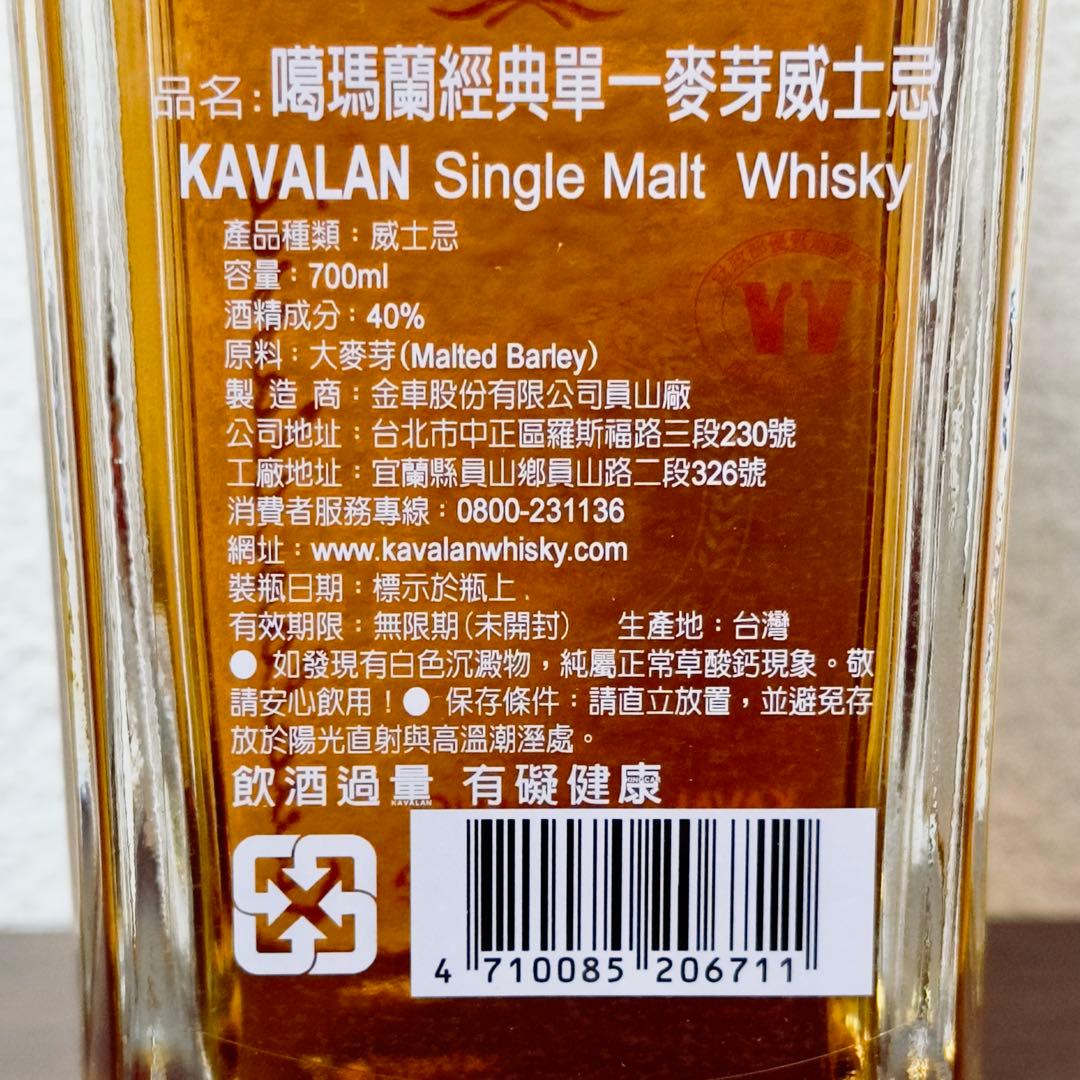 品名:噶瑪蘭經典單一麥芽威士忌
KAVALAN Single Malt Whisky
產品種類：威士忌
容量：700ml
酒精成分：40%
原料：大麥芽(Malted Barley)
製造商：金車股份有限公司員山廠
公司地址：台北市中正區羅斯福路三段230號
工廠地址：宜蘭縣員山鄉員山路二段326號
消費者服務專線：0800-231136
網址：www.kavalanwhisky.com
裝瓶日期：標示於瓶上
有效期限：無限期(未開封) 生產地：台灣
● 如發現有白色沉澱物，純屬正常草酸鈣現象。敬
請安心飲用！● 保存條件：請直立放置，並避免存
放於陽光直射與高溫潮溼處。
飲酒過量 有礙健康
KAVALAN
4 710085 206711